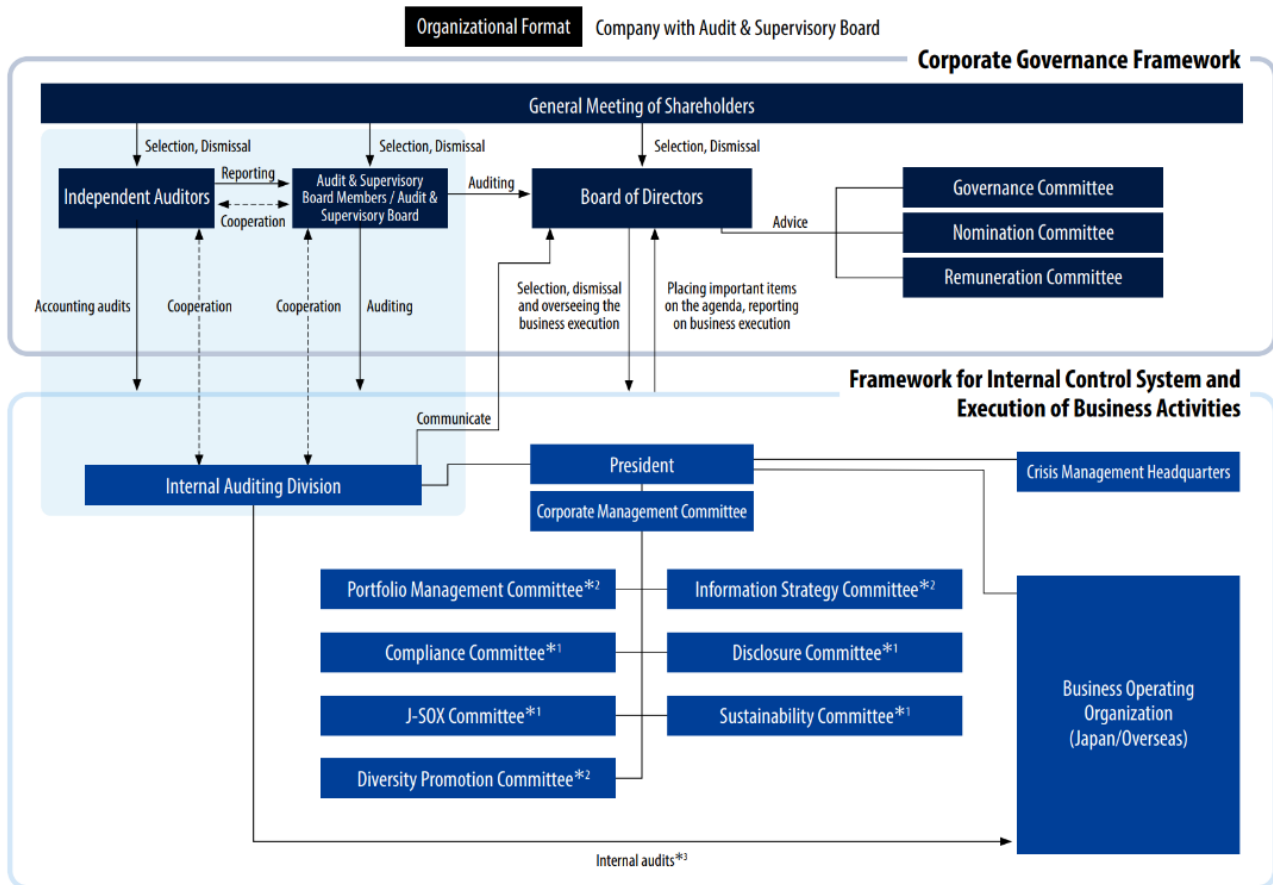 Organizational Format Company with Audit & Supervisory Board
Corporate Governance Framework
General Meeting of Shareholders
Selection, Dismissal
Selection, Dismissal
Selection, Dismissal
Independent Auditors
Reporting
Cooperation
Audit & Supervisory
Board Members / Audit &
Supervisory Board
Auditing
Board of Directors
Advice
Governance Committee
Nomination Committee
Remuneration Committee
Accounting audits
Cooperation
Cooperation
Auditing
Selection, dismissal
and overseeing the
business execution
Placing important items
on the agenda, reporting
on business execution
Framework for Internal Control System and
Execution of Business Activities
Communicate
Internal Auditing Division
President
Corporate Management Committee
Crisis Management Headquarters
Portfolio Management Committee*2
Information Strategy Committee*2
Compliance Committee*1
Disclosure Committee*1
J-SOX Committee*1
Sustainability Committee*1
Diversity Promotion Committee*2
Business Operating
Organization
(Japan/Overseas)
Internal audits*3